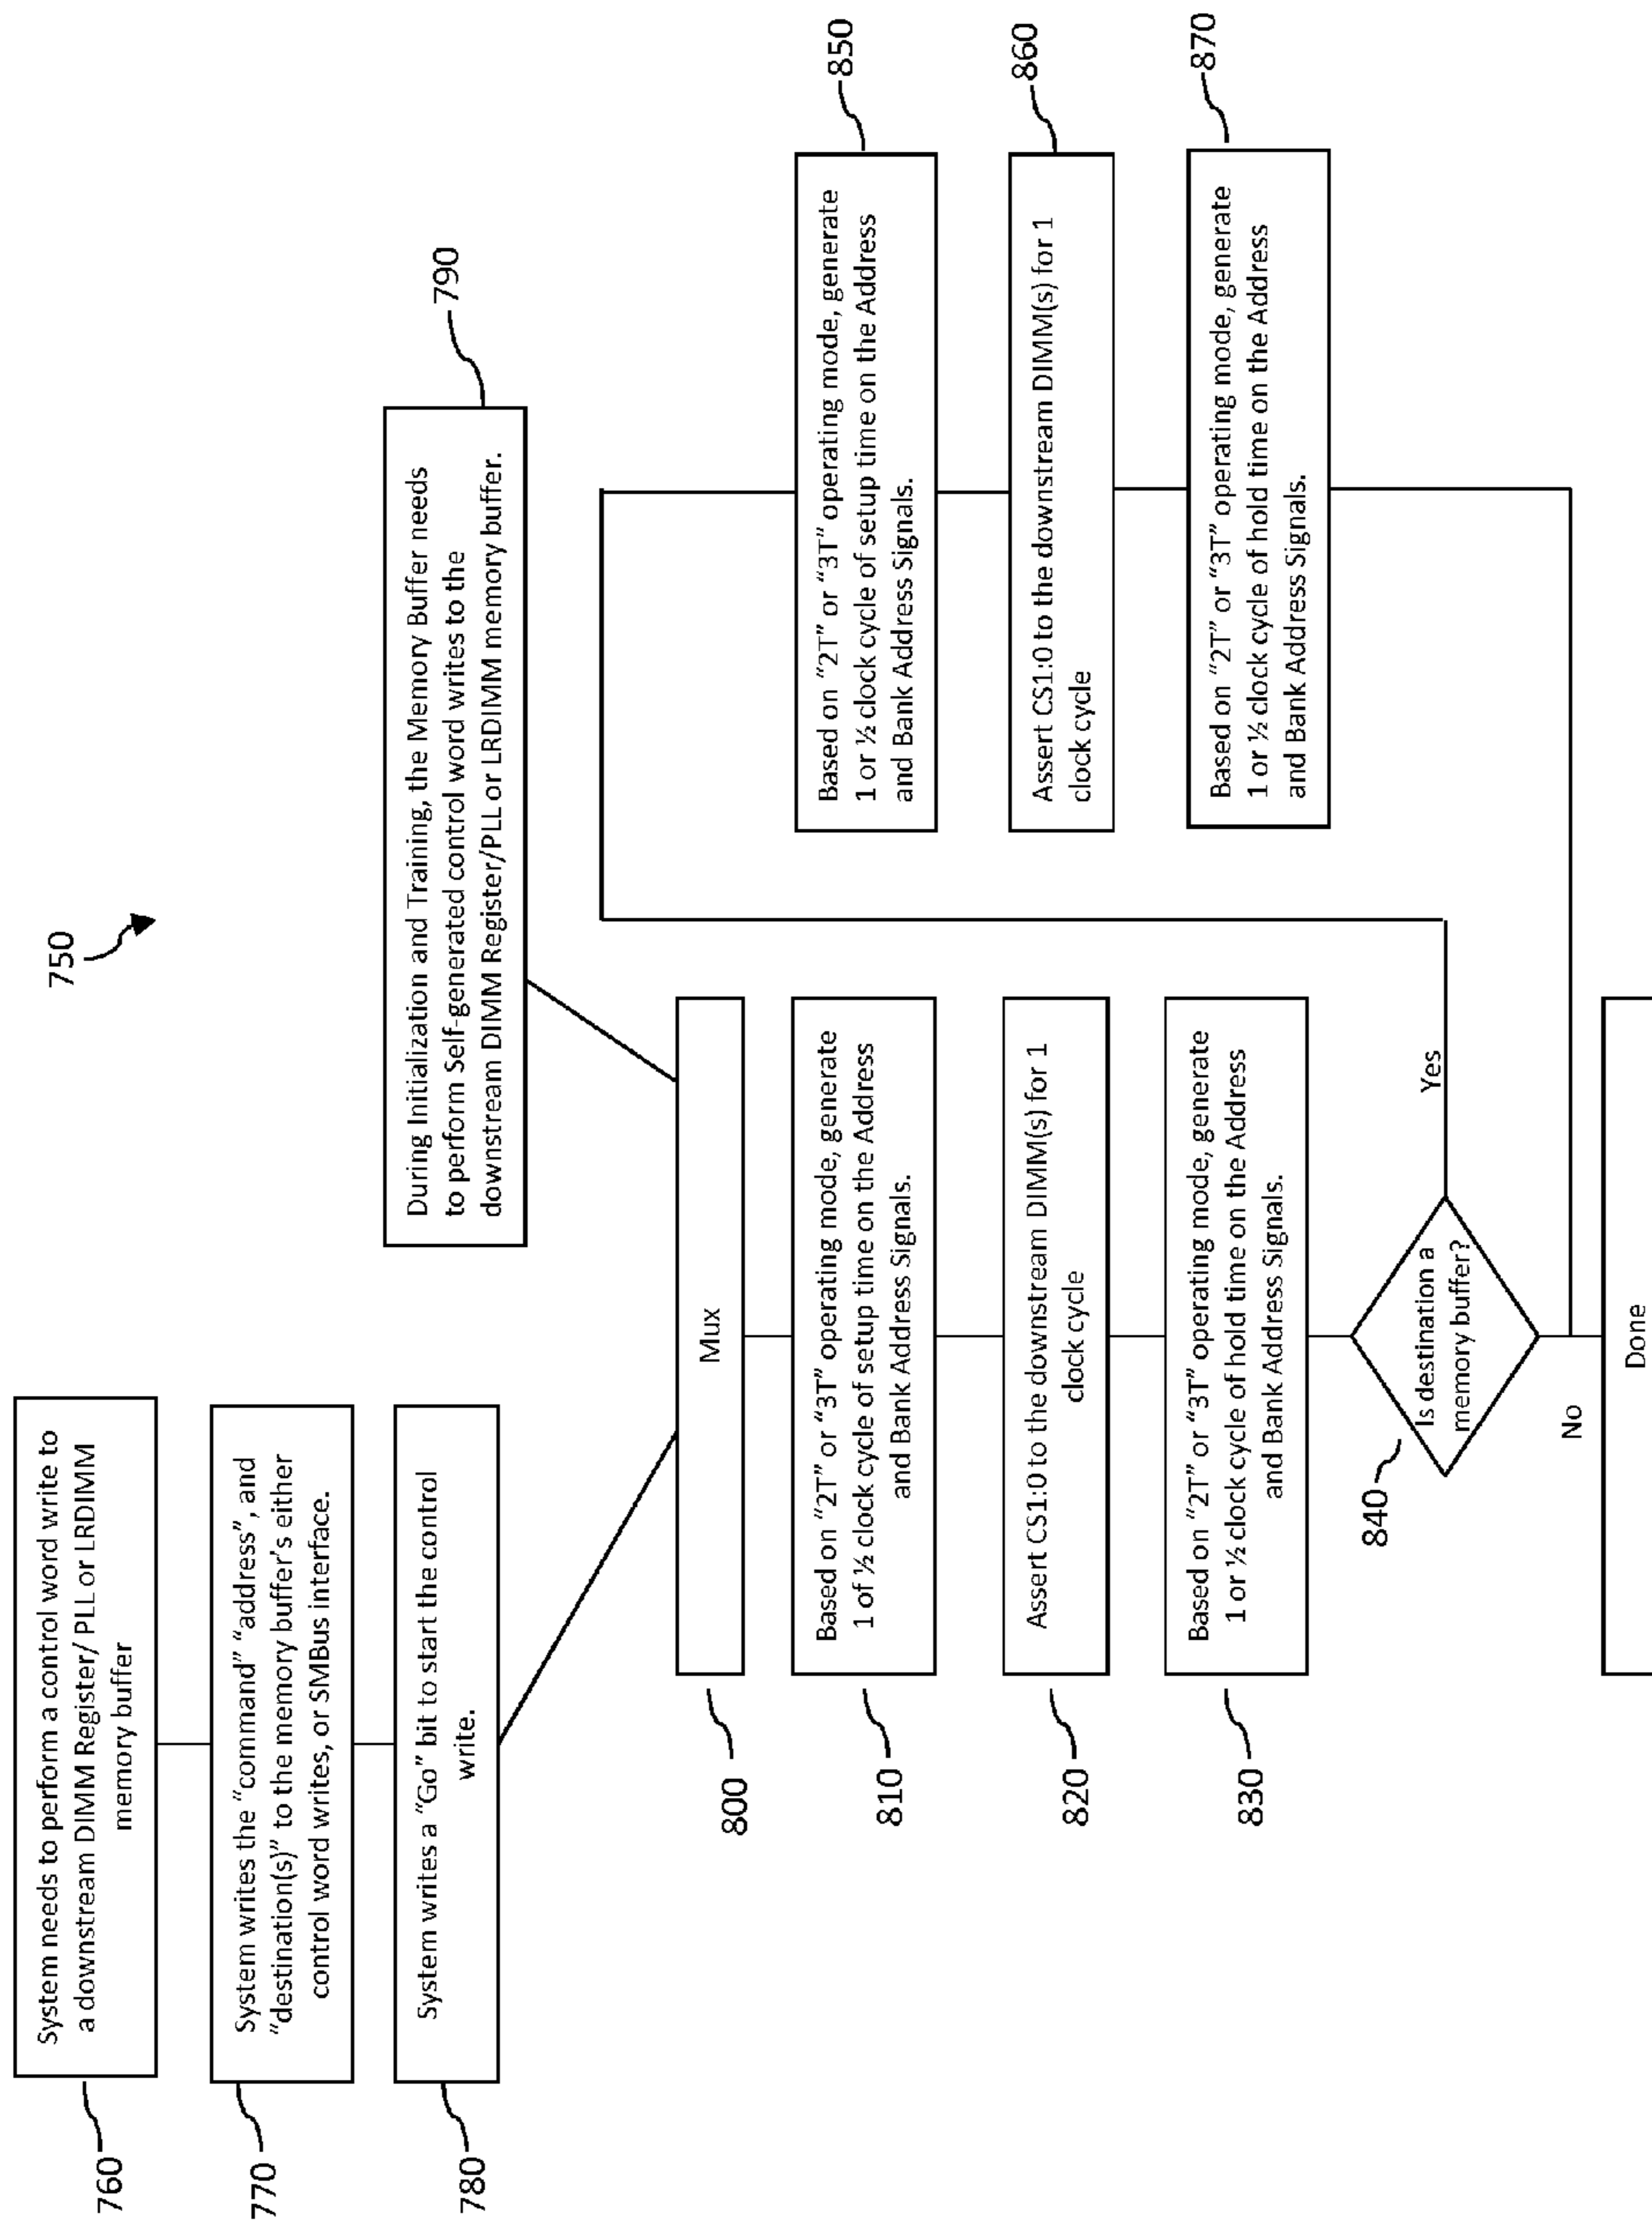 750
760
System needs to perform a control word write to
a downstream DIMM Register/ PLL or LRDIMM
memory buffer
770
System writes the “command” “address”, and
“destination(s)” to the memory buffer’s either
control word writes, or SMBus interface.
780
System writes a “Go” bit to start the control
write.
790
During Initialization and Training, the Memory Buffer needs
to perform Self-generated control word writes to the
downstream DIMM Register/PLL or LRDIMM memory buffer.
800
Mux
810
Based on “2T” or “3T” operating mode, generate
1 of ½ clock cycle of setup time on the Address
and Bank Address Signals.
820
Assert CS1:0 to the downstream DIMM(s) for 1
clock cycle
830
Based on “2T” or “3T” operating mode, generate
1 or ½ clock cycle of hold time on the Address
and Bank Address Signals.
840
Is destination a
memory buffer?
Yes
No
850
Based on “2T” or “3T” operating mode, generate
1 or ½ clock cycle of setup time on the Address
and Bank Address Signals.
860
Assert CS1:0 to the downstream DIMM(s) for 1
clock cycle
870
Based on “2T” or “3T” operating mode, generate
1 or ½ clock cycle of hold time on the Address
and Bank Address Signals.
Done